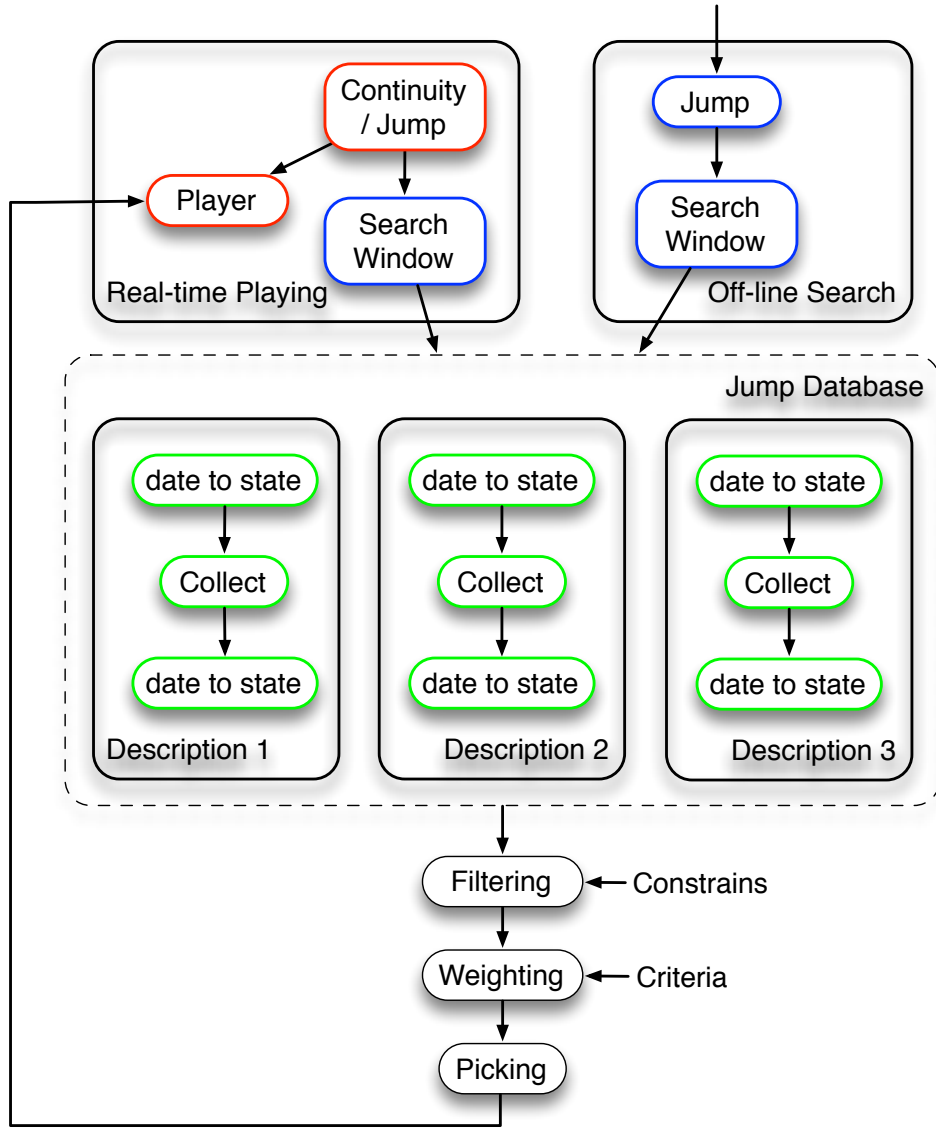 Continuity
/ Jump
Player
Search
Window
Real-time Playing
Jump
Search
Window
Off-line Search
Jump Database
date to state
Collect
date to state
Description 1
date to state
Collect
date to state
Description 2
date to state
Collect
date to state
Description 3
Filtering
Constrains
Weighting
Criteria
Picking